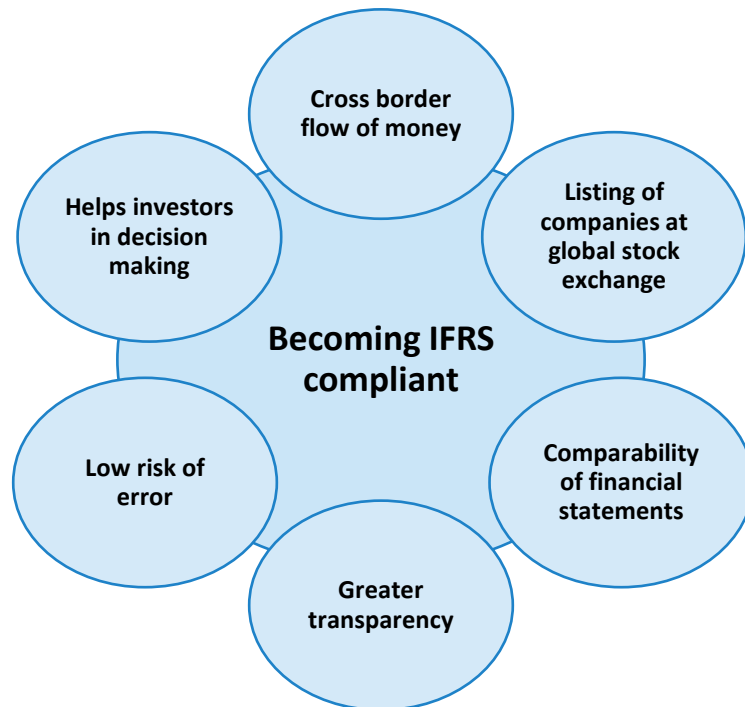 Cross border
flow of money
Listing of
companies at
global stock
exchange
Comparability
of financial
statements
Greater
transparency
Low risk of
error
Helps investors
in decision
making
Becoming IFRS
compliant